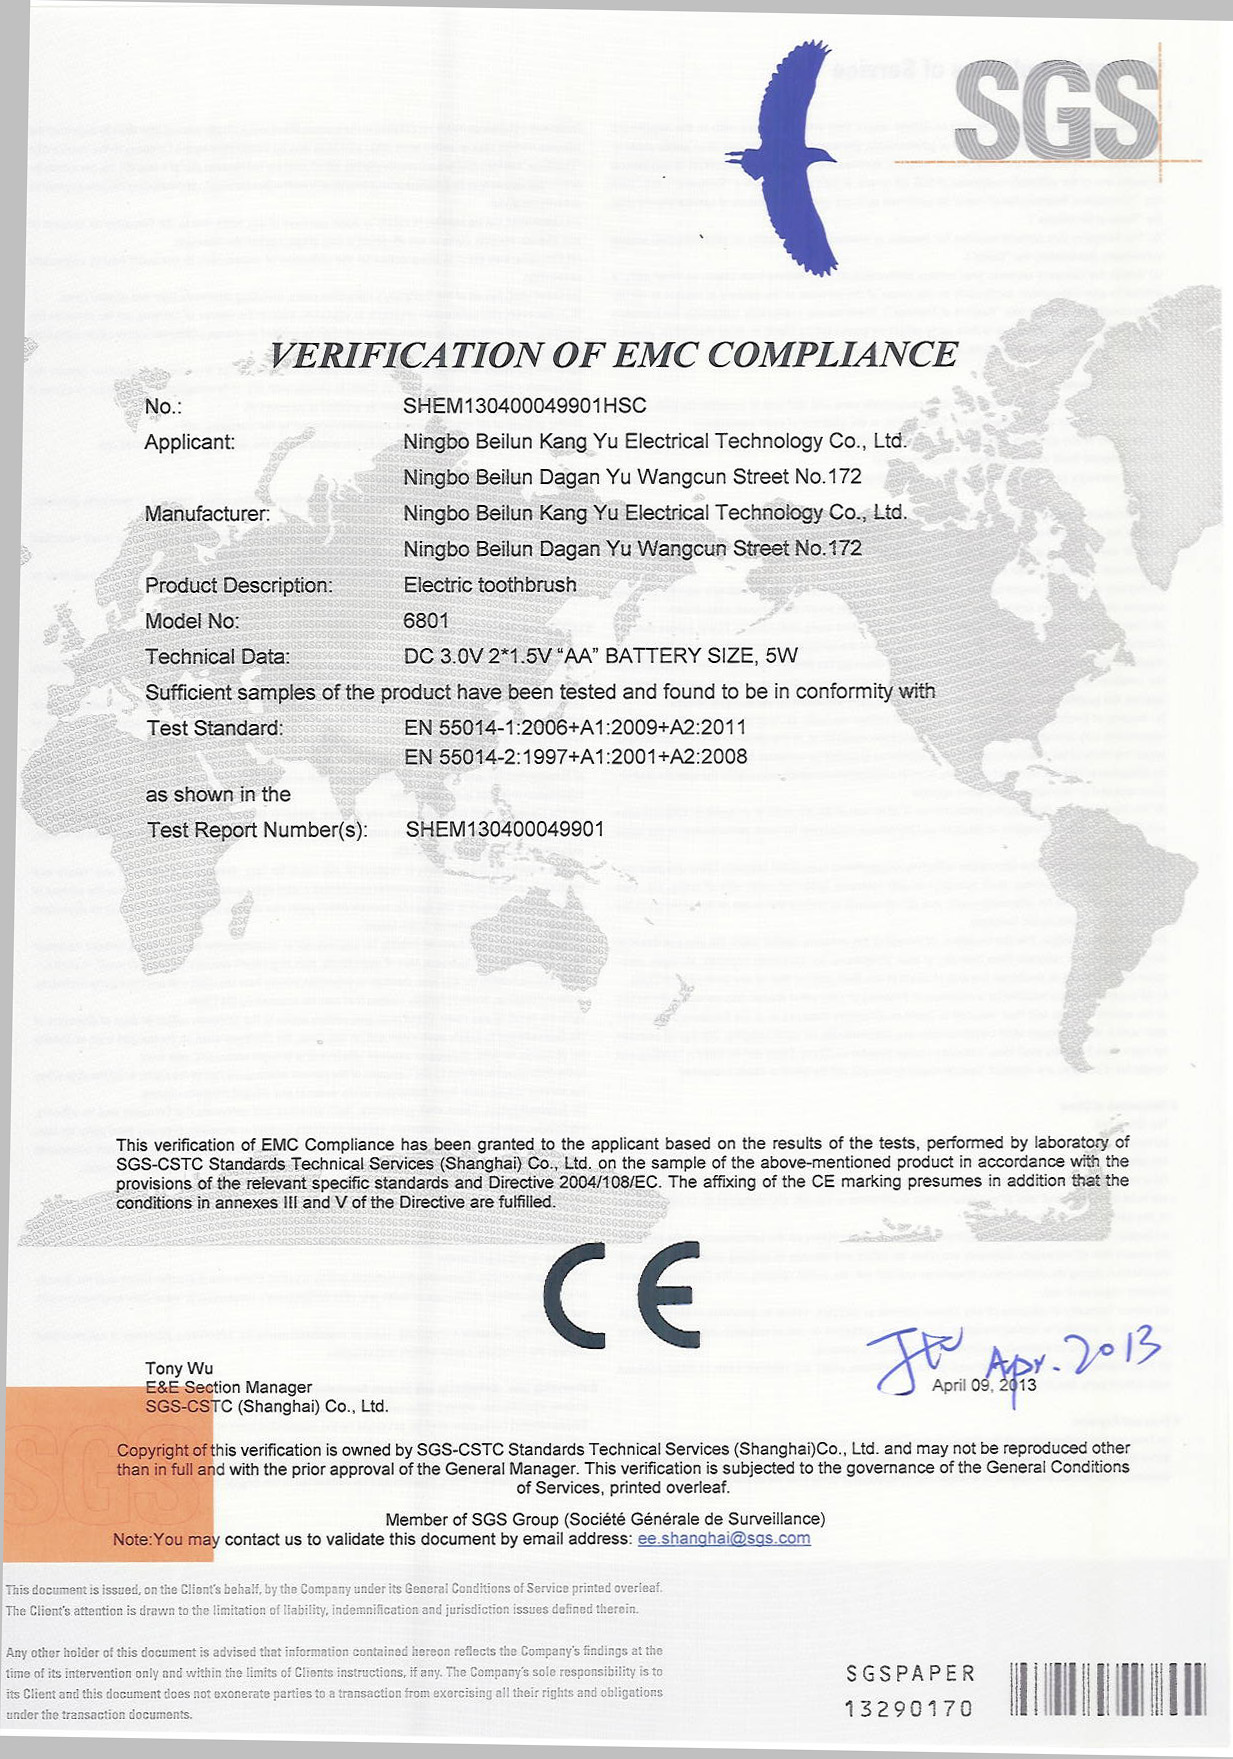 SGS
VERIFICATION OF EMC COMPLIANCE
No.: SHEM130400049901HSC
Applicant: Ningbo Beilun Kang Yu Electrical Technology Co., Ltd.
Ningbo Beilun Dagan Yu Wangcun Street No.172
Manufacturer: Ningbo Beilun Kang Yu Electrical Technology Co., Ltd.
Ningbo Beilun Dagan Yu Wangcun Street No.172
Product Description: Electric toothbrush
Model No: 6801
Technical Data: DC 3.0V 2*1.5V “AA” BATTERY SIZE, 5W
Sufficient samples of the product have been tested and found to be in conformity with
Test Standard: EN 55014-1:2006+A1:2009+A2:2011
EN 55014-2:1997+A1:2001+A2:2008
as shown in the
Test Report Number(s): SHEM130400049901
This verification of EMC Compliance has been granted to the applicant based on the results of the tests, performed by laboratory of
SGS-CSTC Standards Technical Services (Shanghai) Co., Ltd. on the sample of the above-mentioned product in accordance with the
provisions of the relevant specific standards and Directive 2004/108/EC. The affixing of the CE marking presumes in addition that the
conditions in annexes III and V of the Directive are fulfilled.
CE
Apr. 2013
Tony Wu
E&E Section Manager
April 09, 2013
SGS-CSTC (Shanghai) Co., Ltd.
SGS
Copyright of this verification is owned by SGS-CSTC Standards Technical Services (Shanghai)Co., Ltd. and may not be reproduced other
than in full and with the prior approval of the General Manager. This verification is subjected to the governance of the General Conditions
of Services, printed overleaf.
Member of SGS Group (Société Générale de Surveillance)
Note:You may contact us to validate this document by email address: ee.shanghai@sgs.com
This document is issued, on the Client's behalf, by the Company under its General Conditions of Service printed overleaf.
The Client's attention is drawn to the limitation of liability, indemnification and jurisdiction issues defined therein.
Any other holder of this document is advised that information contained hereon reflects the Company's findings at the
time of its intervention only and within the limits of Clients instructions, if any. The Company's sole responsibility is to
its Client and this document does not exonerate parties to a transaction from exercising all their rights and obligations
under the transaction documents.
SGSPAPER
13290170